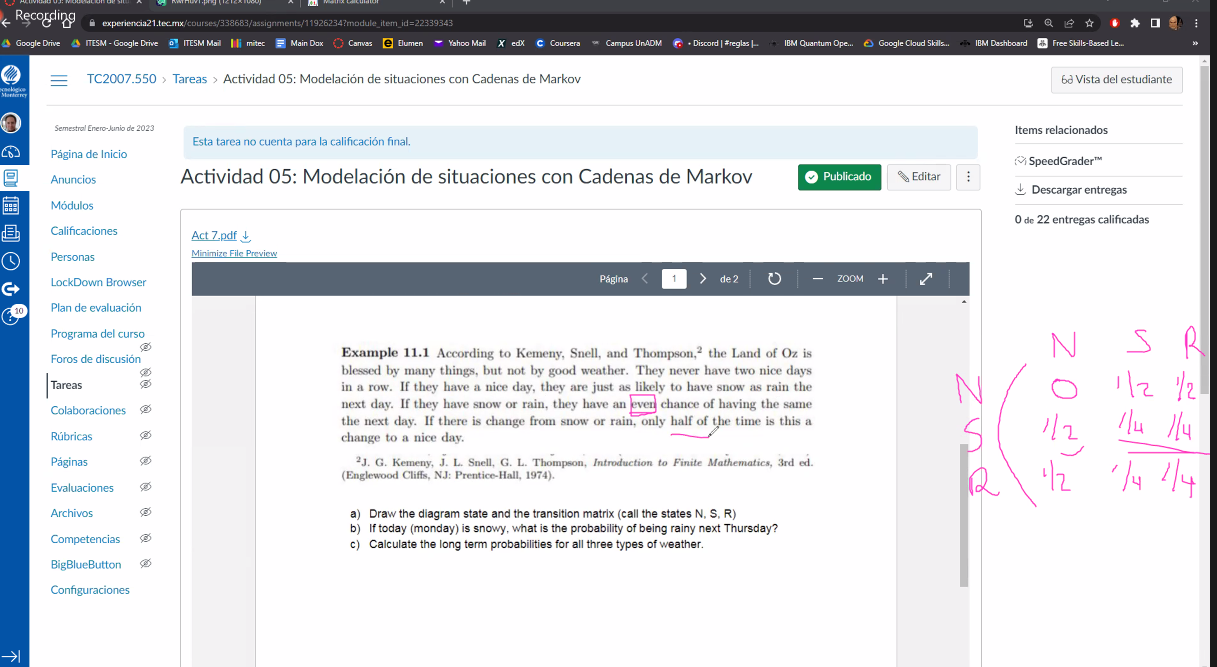 Actividad 05: Modelación de situ
RwrHuV1.png (1212×1080)
Matrix calculator
Recording
experiencia21.tec.mx/courses/338683/assignments/11926234?module_item_id=22339343
Google Drive
ITESM - Google Drive
ITESM Mail
mitec
Main Dox
Canvas
Elumen
Yahoo Mail
edX
Coursera
Campus UnADM
• Discord | #reglas |...
IBM Quantum Ope...
Google Cloud Skills...
IBM Dashboard
Free Skills-Based Le...
»
TC2007.550 > Tareas > Actividad 05: Modelación de situaciones con Cadenas de Markov
Vista del estudiante
Tecnológico
Monterrey
Semestral Enero-Junio de 2023
Página de Inicio
Anuncios
Módulos
Calificaciones
Personas
LockDown Browser
Plan de evaluación
10
Programa del curso
Foros de discusión
Tareas
Colaboraciones
Rúbricas
Páginas
Evaluaciones
Archivos
Competencias
BigBlueButton
Configuraciones
Esta tarea no cuenta para la calificación final.
Actividad 05: Modelación de situaciones con Cadenas de Markov
Publicado
Editar
Items relacionados
SpeedGrader™
Descargar entregas
0 de 22 entregas calificadas
Act 7.pdf
Minimize File Preview
Página
1
de 2
ZOOM
Example 11.1 According to Kemeny, Snell, and Thompson,² the Land of Oz is
blessed by many things, but not by good weather. They never have two nice days
in a row. If they have a nice day, they are just as likely to have snow as rain the
next day. If they have snow or rain, they have an even chance of having the same
the next day. If there is change from snow or rain, only half of the time is this a
change to a nice day.
²J. G. Kemeny, J. L. Snell, G. L. Thompson, Introduction to Finite Mathematics, 3rd ed.
(Englewood Cliffs, NJ: Prentice-Hall, 1974).
a) Draw the diagram state and the transition matrix (call the states N, S, R)
b) If today (monday) is snowy, what is the probability of being rainy next Thursday?
c) Calculate the long term probabilities for all three types of weather.
N S R
N 0 1/2 1/2
S 1/2 1/4 1/4
R 1/2 1/4 1/4